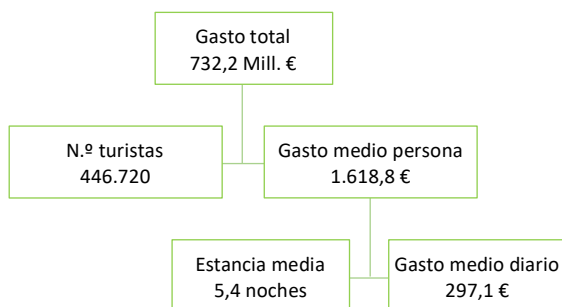 Gasto total
732,2 Mill. €
N.º turistas
446.720
Gasto medio persona
1.618,8 €
Estancia media
5,4 noches
Gasto medio diario
297,1 €